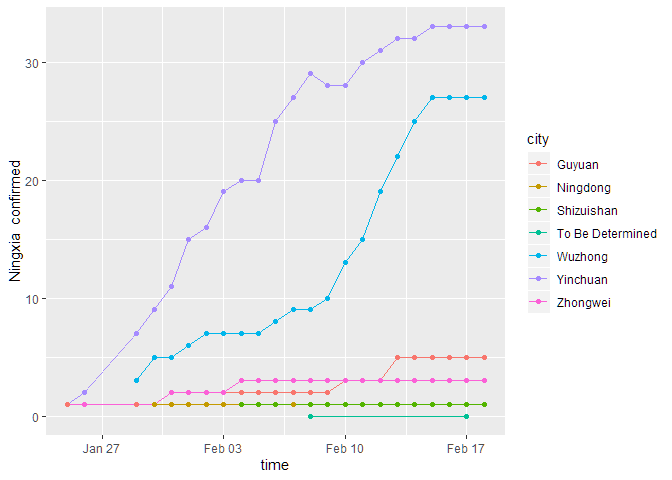 30
20
10
0
Ningxia confirmed
Jan 27
Feb 03
Feb 10
Feb 17
time
city
Guyuan
Ningdong
Shizuishan
To Be Determined
Wuzhong
Yinchuan
Zhongwei